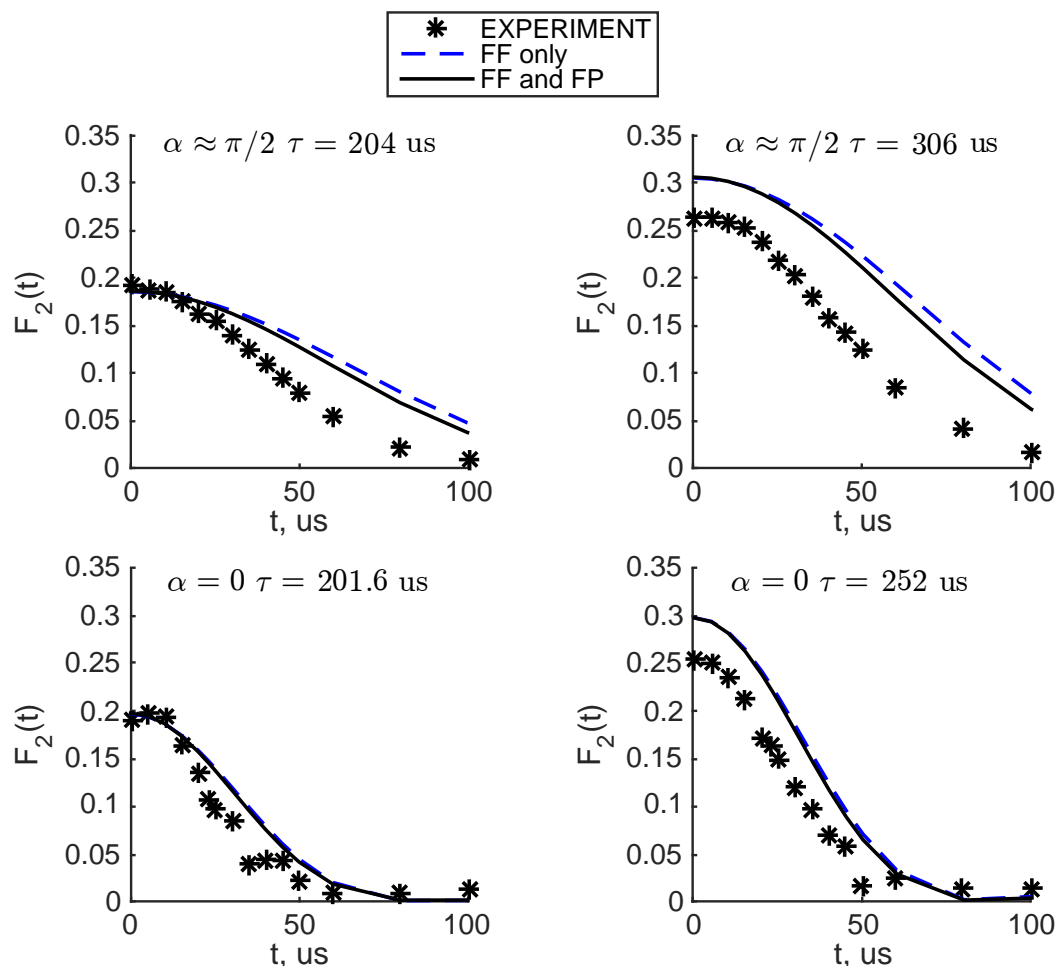 EXPERIMENT
FF only
FF and FP
α ≈ π/2 τ = 204 us
0.35
0.3
0.25
0.2
0.15
0.1
0.05
0
F2(t)
0 50 100
t, us
α ≈ π/2 τ = 306 us
0.35
0.3
0.25
0.2
0.15
0.1
0.05
0
F2(t)
0 50 100
t, us
α = 0 τ = 201.6 us
0.35
0.3
0.25
0.2
0.15
0.1
0.05
0
F2(t)
0 50 100
t, us
α = 0 τ = 252 us
0.35
0.3
0.25
0.2
0.15
0.1
0.05
0
F2(t)
0 50 100
t, us